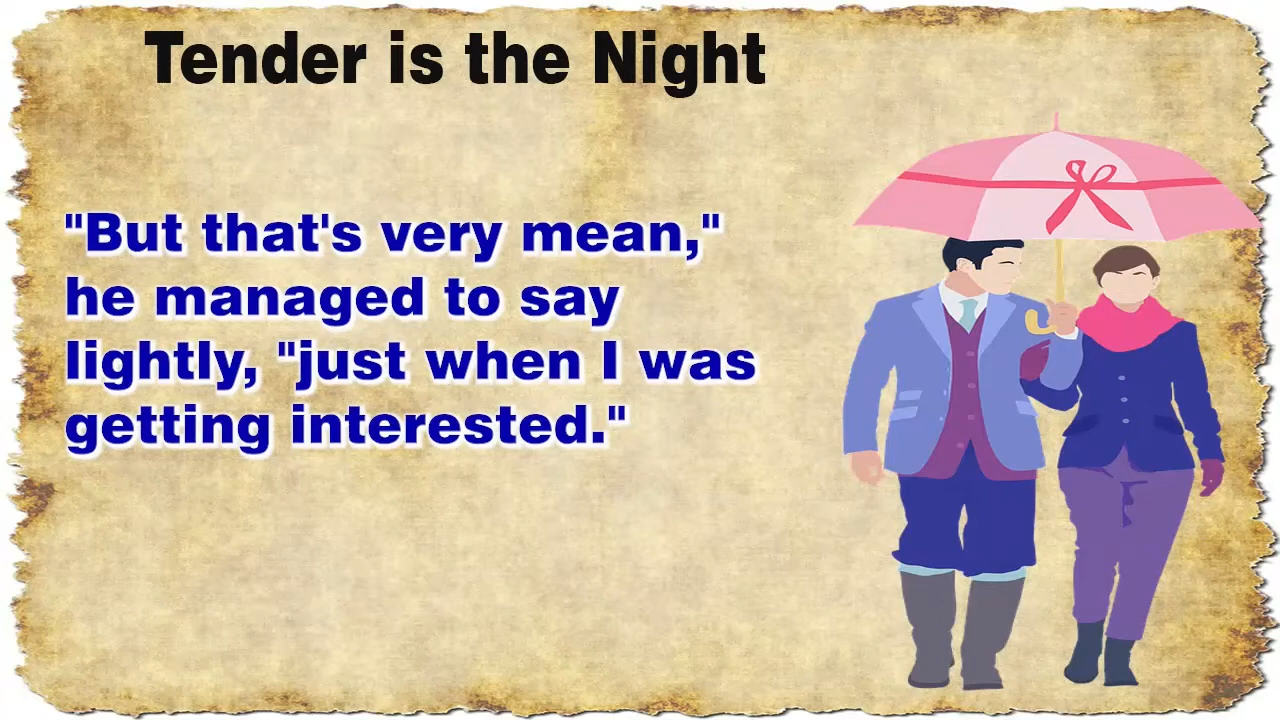 Tender is the Night
"But that's very mean,"
he managed to say
lightly, "just when I was
getting interested."